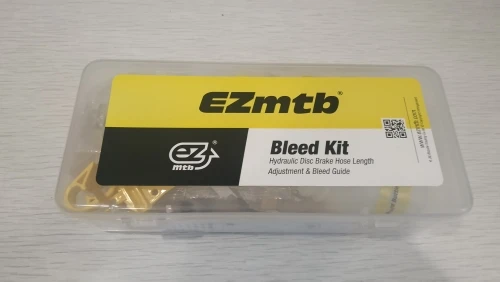 EZmtb®
ez
mtb
Bleed Kit
Hydraulic Disc Brake Hose Length
Adjustment & Bleed Guide